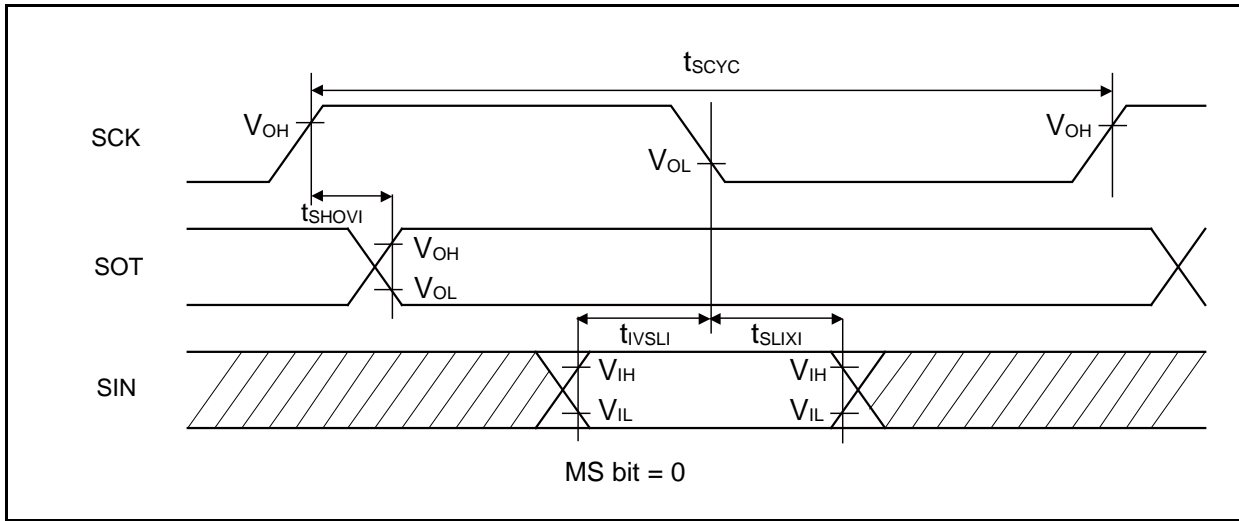 tSCYC
SCK
VOH
VOL
VOH
tSHOVI
SOT
VOH
VOL
tIVSLI
tSLIXI
SIN
VIH
VIL
VIH
VIL
MS bit = 0